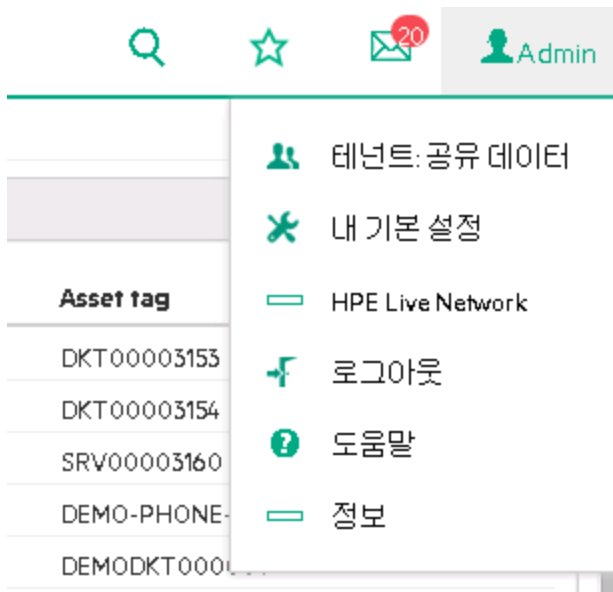 20
Admin
테넌트: 공유 데이터
내 기본 설정
Asset tag
HPE Live Network
DKT00003153
로그아웃
DKT00003154
SRV00003160
도움말
DEMO-PHONE-
정보